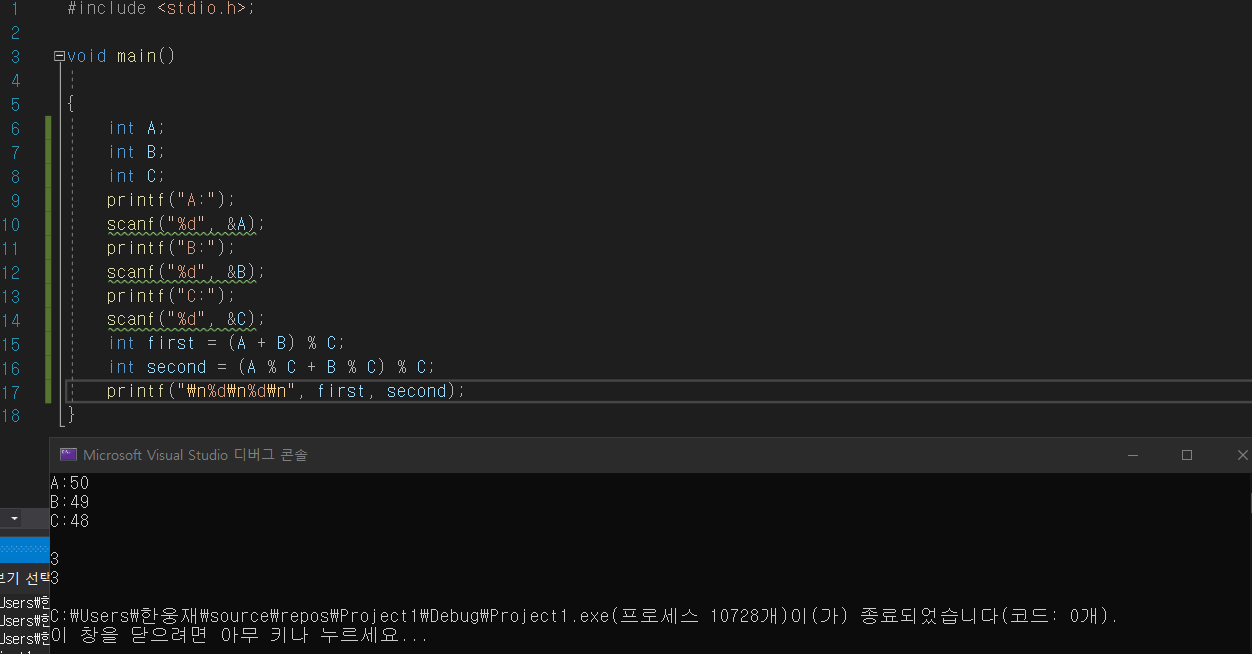 1 #include <stdio.h>;
2
3 void main()
4
5 {
6 int A;
7 int B;
8 int C;
9 printf("A:");
10 scanf("%d", &A);
11 printf("B:");
12 scanf("%d", &B);
13 printf("C:");
14 scanf("%d", &C);
15 int first = (A + B) % C;
16 int second = (A % C + B % C) % C;
17 printf("₩n%d₩n%d₩n", first, second);
18 }
Microsoft Visual Studio 디버그 콘솔
A:50
B:49
C:48
3
3
C:₩Users₩한웅재₩source₩repos₩Project1₩Debug₩Project1.exe(프로세스 10728개)이(가) 종료되었습니다(코드: 0개).
이 창을 닫으려면 아무 키나 누르세요...
보기 선택
Users₩한
Users₩한
Users₩한